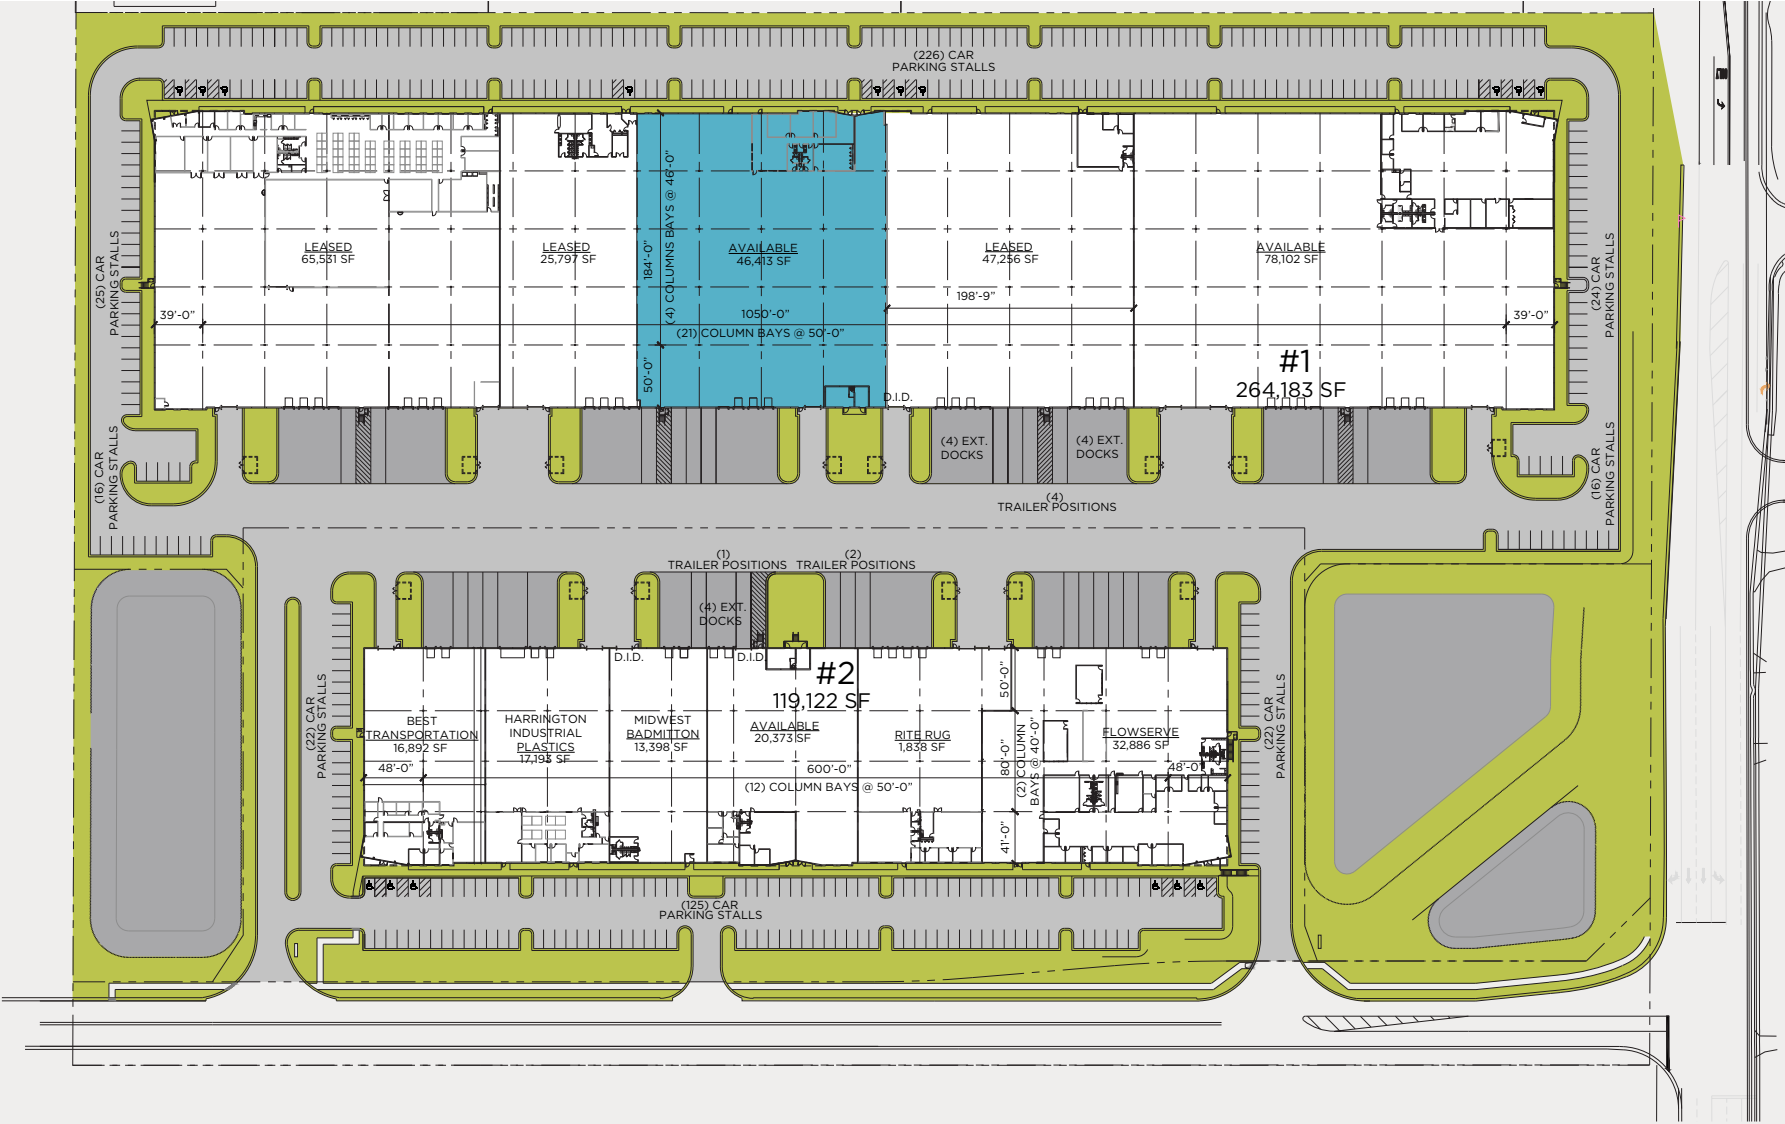 (226) CAR
PARKING STALLS
(25) CAR
PARKING STALLS
(24) CAR
PARKING STALLS
LEASED
65,531 SF
LEASED
25,797 SF
AVAILABLE
46,413 SF
LEASED
47,256 SF
AVAILABLE
78,102 SF
184'-0"
(4) COLUMNS BAYS @ 46'-0"
50'-0"
39'-0"
1050'-0"
(21) COLUMN BAYS @ 50'-0"
198'-9"
39'-0"
#1
264,183 SF
D.I.D.
(16) CAR
PARKING STALLS
(4) EXT.
DOCKS
(4) EXT.
DOCKS
(16) CAR
PARKING STALLS
(4)
TRAILER POSITIONS
(1)
TRAILER POSITIONS
(2)
TRAILER POSITIONS
(4) EXT.
DOCKS
D.I.D.
D.I.D.
#2
119,122 SF
(22) CAR
PARKING STALLS
BEST
TRANSPORTATION
16,892 SF
HARRINGTON
INDUSTRIAL
PLASTICS
17,193 SF
MIDWEST
BADMITTON
13,398 SF
AVAILABLE
20,373 SF
RITE RUG
1,838 SF
FLOWSERVE
32,886 SF
50'-0"
80'-0"
(2) COLUMN
BAYS @ 40'-0"
41'-0"
48'-0"
600'-0"
(12) COLUMN BAYS @ 50'-0"
48'-0"
(22) CAR
PARKING STALLS
(125) CAR
PARKING STALLS